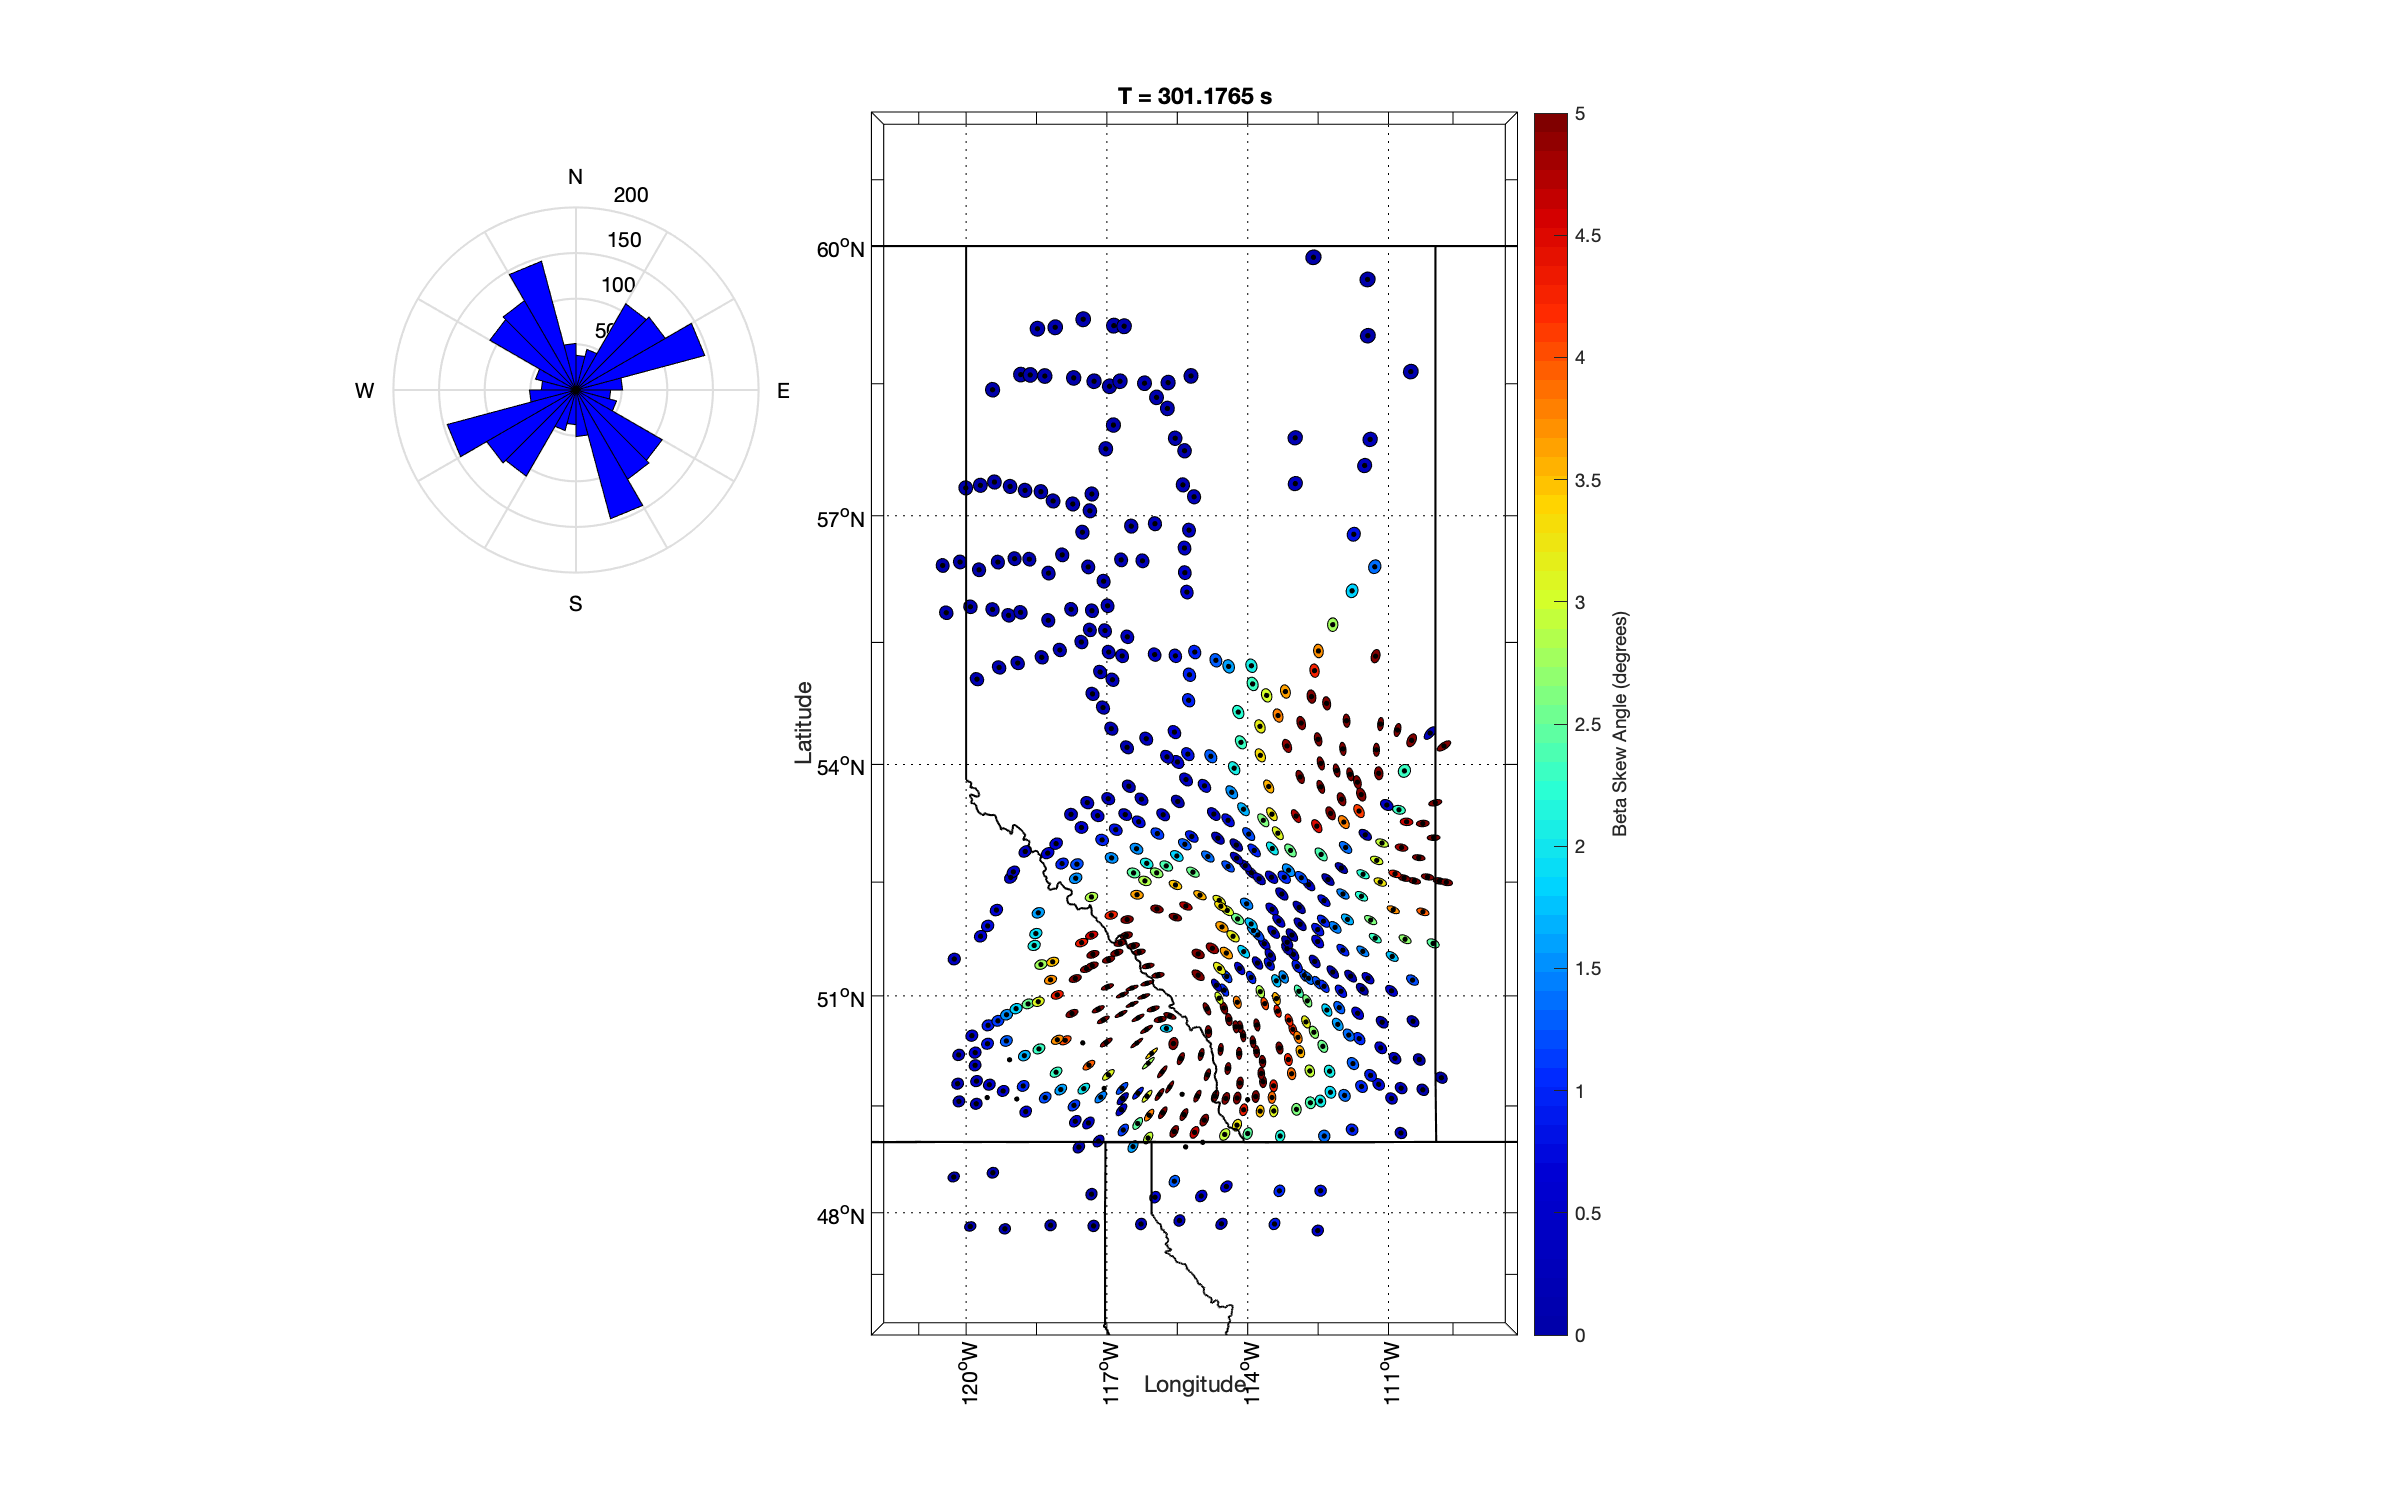 T = 301.1765 s
N
200
150
100
50
W
E
S
60°N
57°N
54°N
51°N
48°N
Latitude
120°W
117°W
114°W
111°W
Longitude
5
4.5
4
3.5
3
2.5
2
1.5
1
0.5
0
Beta Skew Angle (degrees)